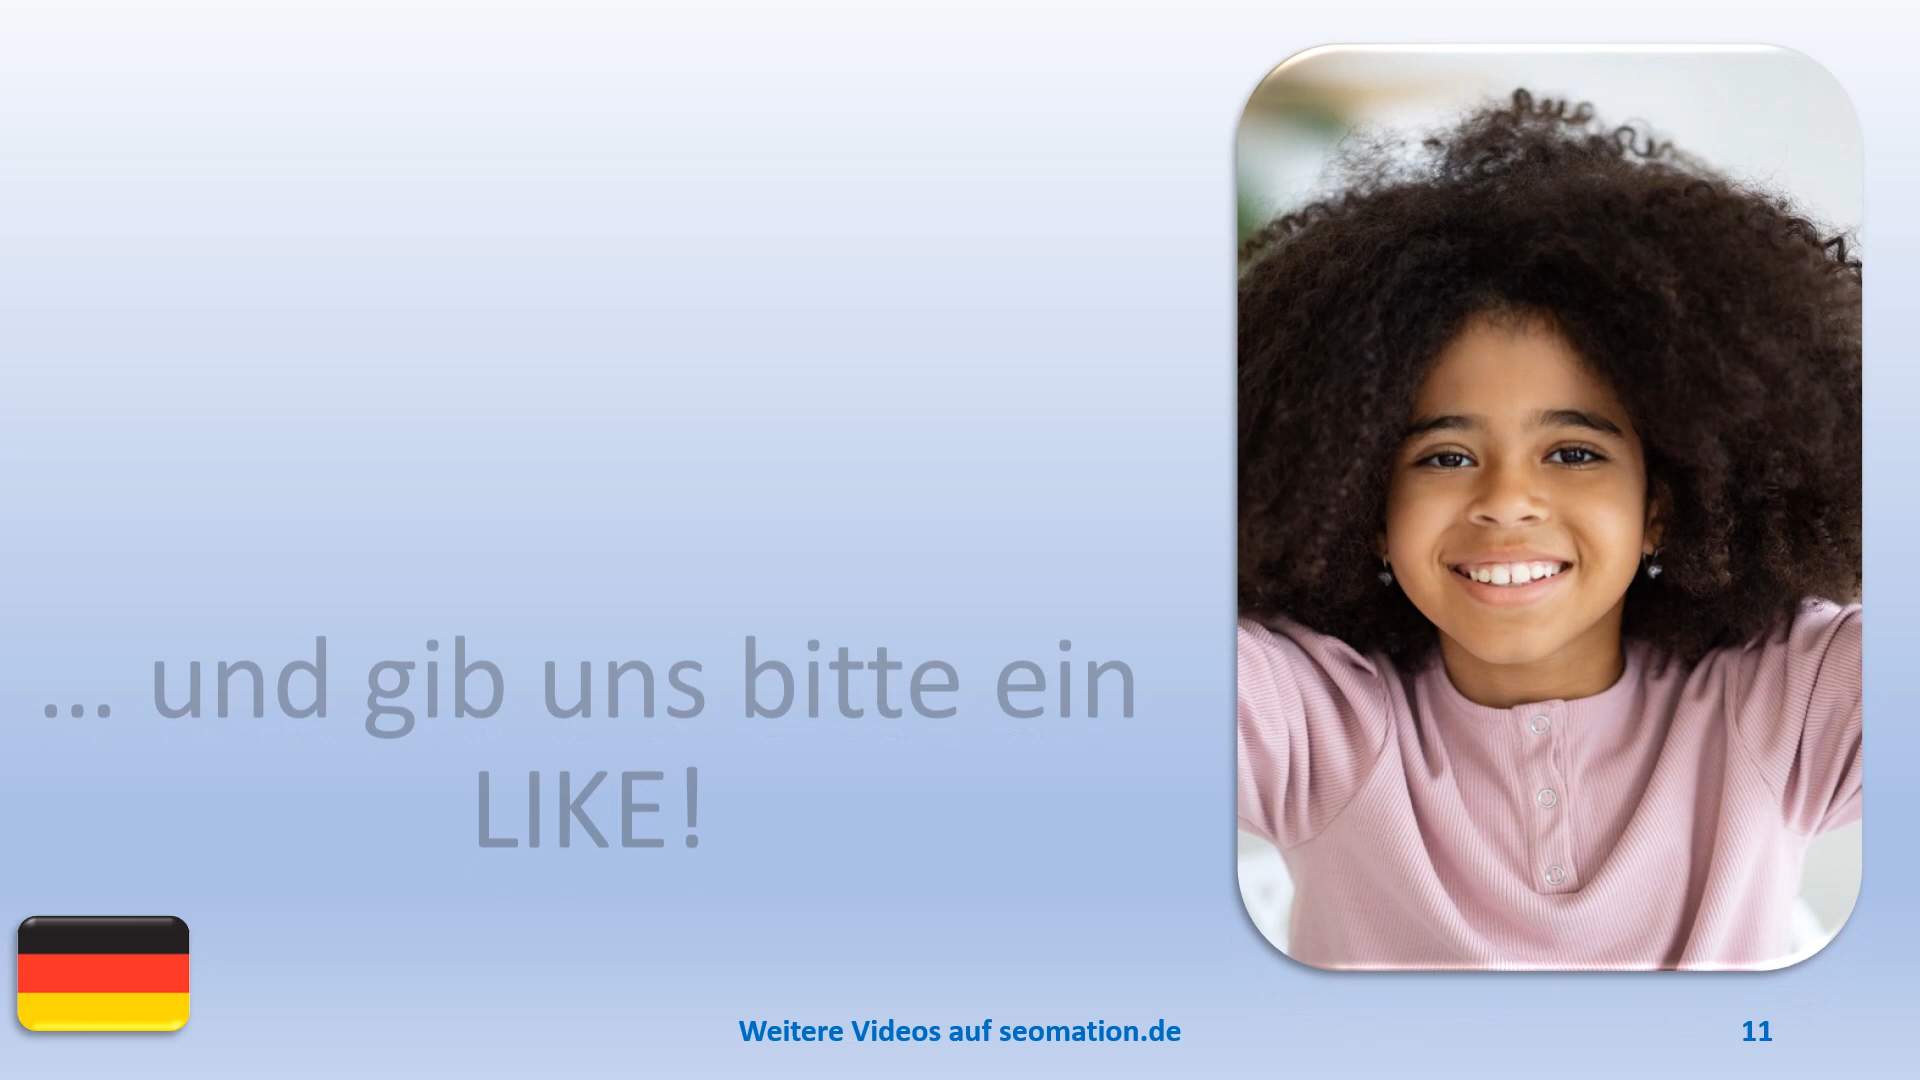 ... und gib uns bitte ein
LIKE!
Weitere Videos auf seomation.de
11